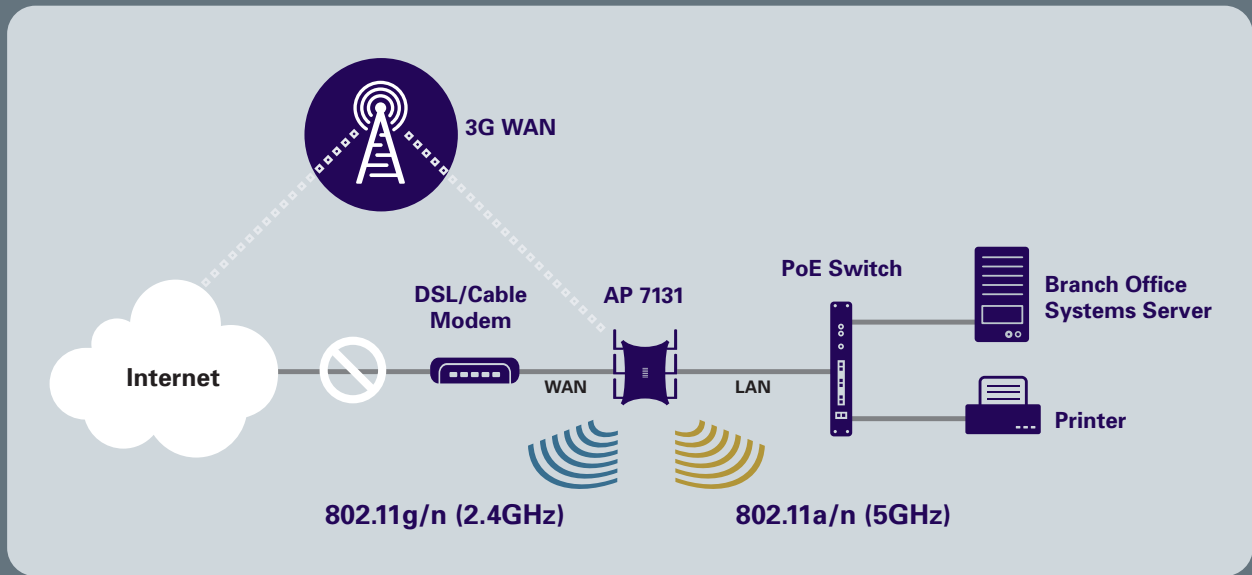 3G WAN
PoE Switch
Branch Office
Systems Server
DSL/Cable
Modem
AP 7131
Internet
WAN
LAN
Printer
802.11g/n (2.4GHz)
802.11a/n (5GHz)